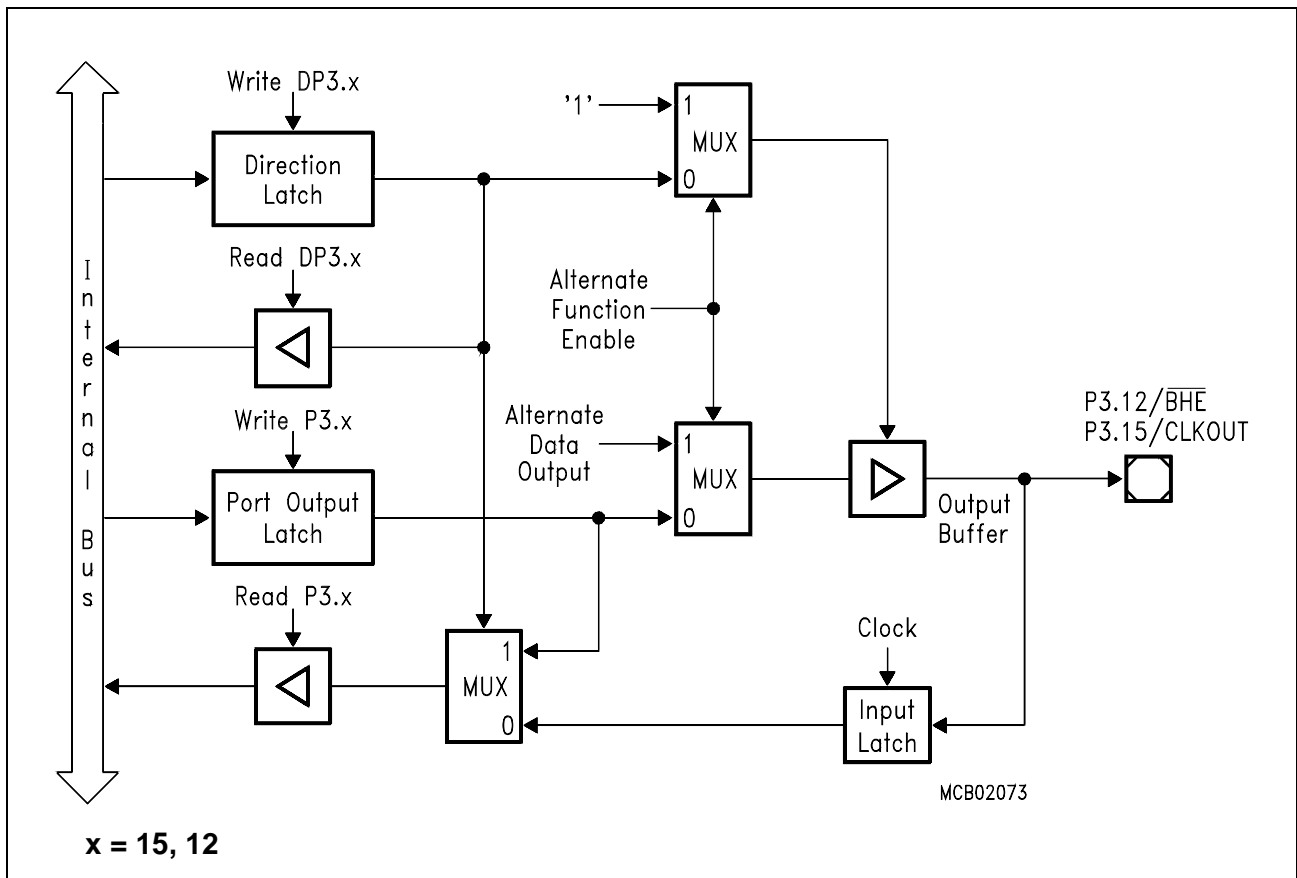 Write DP3.x
'1'
1
MUX
0
Direction
Latch
Read DP3.x
Internal Bus
Alternate
Function
Enable
Write P3.x
Alternate
Data
Output
1
MUX
0
P3.12/B̅H̅E̅
P3.15/CLKOUT
Port Output
Latch
Output
Buffer
Read P3.x
1
MUX
0
Clock
Input
Latch
MCB02073
x = 15, 12